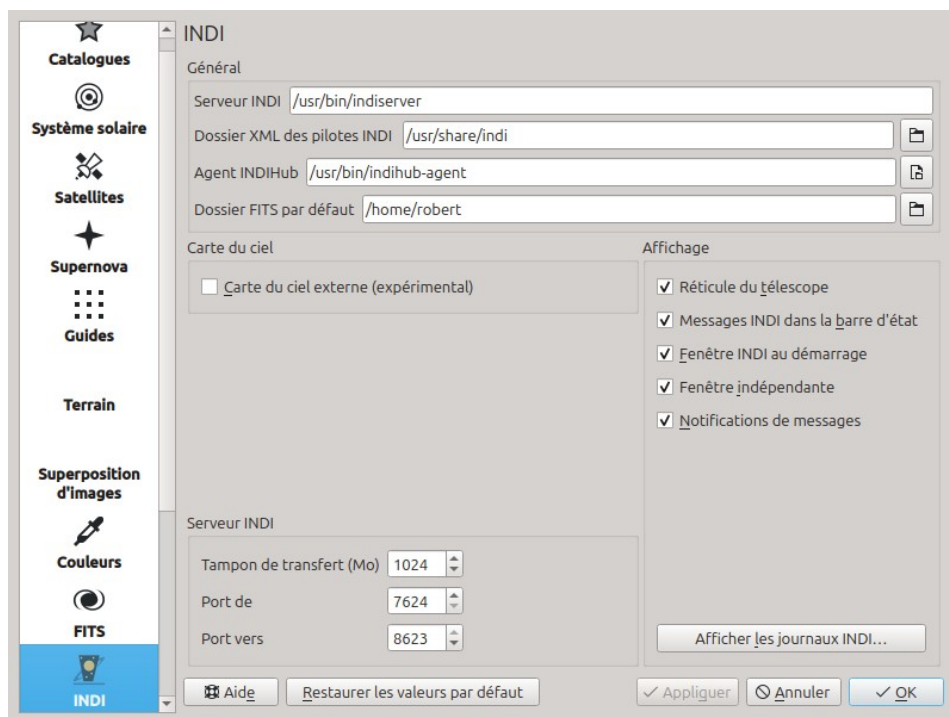 Catalogues
Système solaire
Satellites
Supernova
Guides
Terrain
Superposition
d'images
Couleurs
FITS
INDI
INDI
Général
Serveur INDI /usr/bin/indiserver
Dossier XML des pilotes INDI /usr/share/indi
Agent INDIHub /usr/bin/indihub-agent
Dossier FITS par défaut /home/robert
Carte du ciel
Carte du ciel externe (expérimental)
Affichage
Réticule du télescope
Messages INDI dans la barre d'état
Fenêtre INDI au démarrage
Fenêtre indépendante
Notifications de messages
Serveur INDI
Tampon de transfert (Mo) 1024
Port de 7624
Port vers 8623
Afficher les journaux INDI...
Aide Restaurer les valeurs par défaut Appliquer Annuler OK